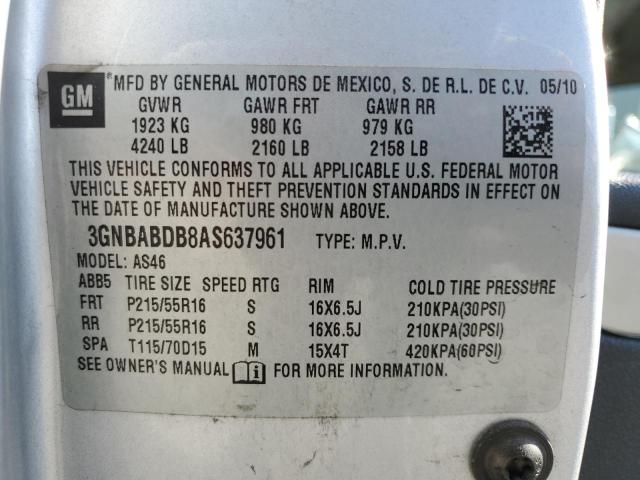 GM ® MFD BY GENERAL MOTORS DE MEXICO, S. DE R.L. DE C.V. 05/10
GVWR GAWR FRT GAWR RR
1923 KG 980 KG 979 KG
4240 LB 2160 LB 2158 LB
THIS VEHICLE CONFORMS TO ALL APPLICABLE U.S. FEDERAL MOTOR
VEHICLE SAFETY AND THEFT PREVENTION STANDARDS IN EFFECT ON
THE DATE OF MANUFACTURE SHOWN ABOVE.
3GNBABDB8AS637961 TYPE: M.P.V.
MODEL: AS46
ABB5 TIRE SIZE SPEED RTG RIM COLD TIRE PRESSURE
FRT P215/55R16 S 16X6.5J 210KPA(30PSI)
RR P215/55R16 S 16X6.5J 210KPA(30PSI)
SPA T115/70D15 M 15X4T 420KPA(60PSI)
SEE OWNER'S MANUAL i FOR MORE INFORMATION.